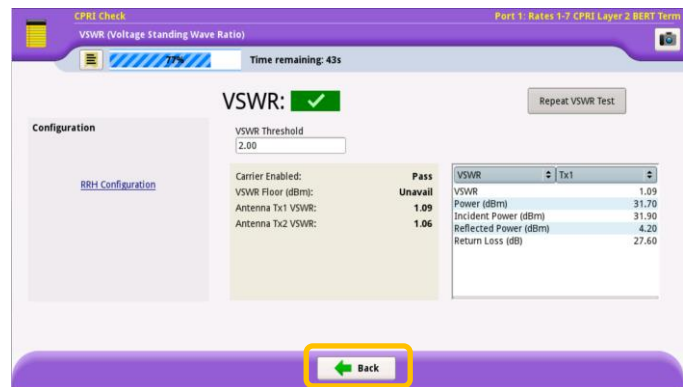 CPRI Check
Port 1: Rates 1-7 CPRI Layer 2 BERT Term
VSWR (Voltage Standing Wave Ratio)
77%
Time remaining: 43s
VSWR:
Repeat VSWR Test
Configuration
RRH Configuration
VSWR Threshold
2.00
Carrier Enabled: Pass
VSWR Floor (dBm): Unavail
Antenna Tx1 VSWR: 1.09
Antenna Tx2 VSWR: 1.06
VSWR Tx1
VSWR 1.09
Power (dBm) 31.70
Incident Power (dBm) 31.90
Reflected Power (dBm) 4.20
Return Loss (dB) 27.60
Back